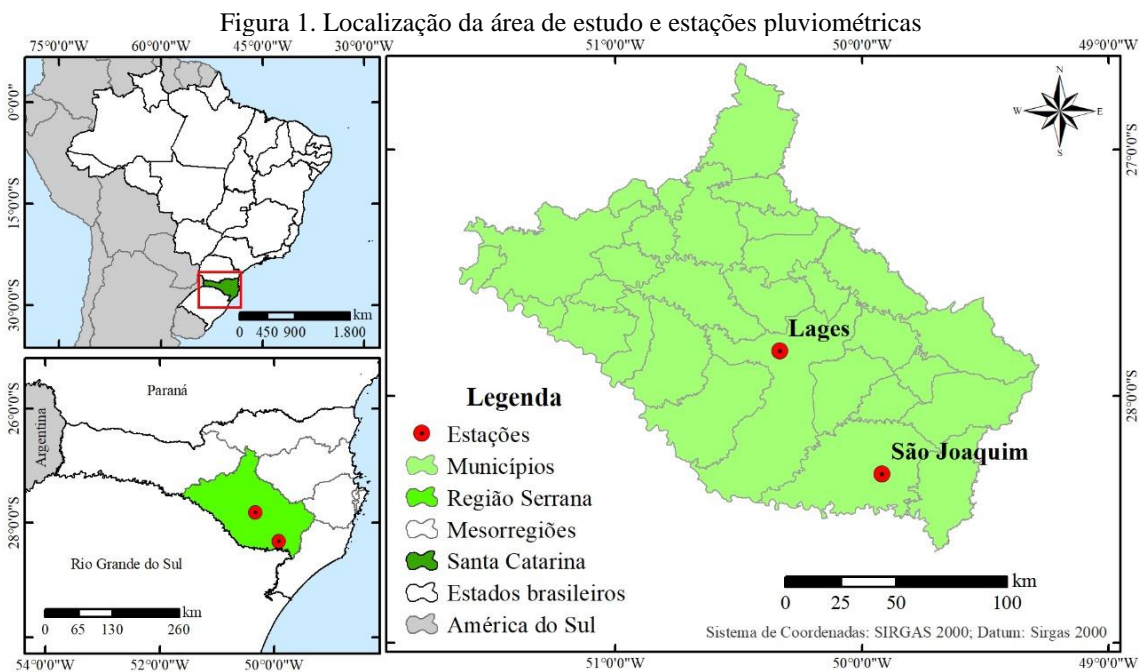 Figura 1. Localização da área de estudo e estações pluviométricas
75°0'0"W 60°0'0"W 45°0'0"W 30°0'0"W
0°0'0"
15°0'0"S
30°0'0"S
km
0 450 900 1.800
Paraná
Argentina
Rio Grande do Sul
26°0'0"S
28°0'0"S
km
0 65 130 260
54°0'0"W 52°0'0"W 50°0'0"W
51°0'0"W 50°0'0"W 49°0'0"W
N
W E
S
27°0'0"S
28°0'0"S
Lages
São Joaquim
Legenda
Estações
Municípios
Região Serrana
Mesorregiões
Santa Catarina
Estados brasileiros
América do Sul
km
0 25 50 100
Sistema de Coordenadas: SIRGAS 2000; Datum: Sirgas 2000
51°0'0"W 50°0'0"W 49°0'0"W